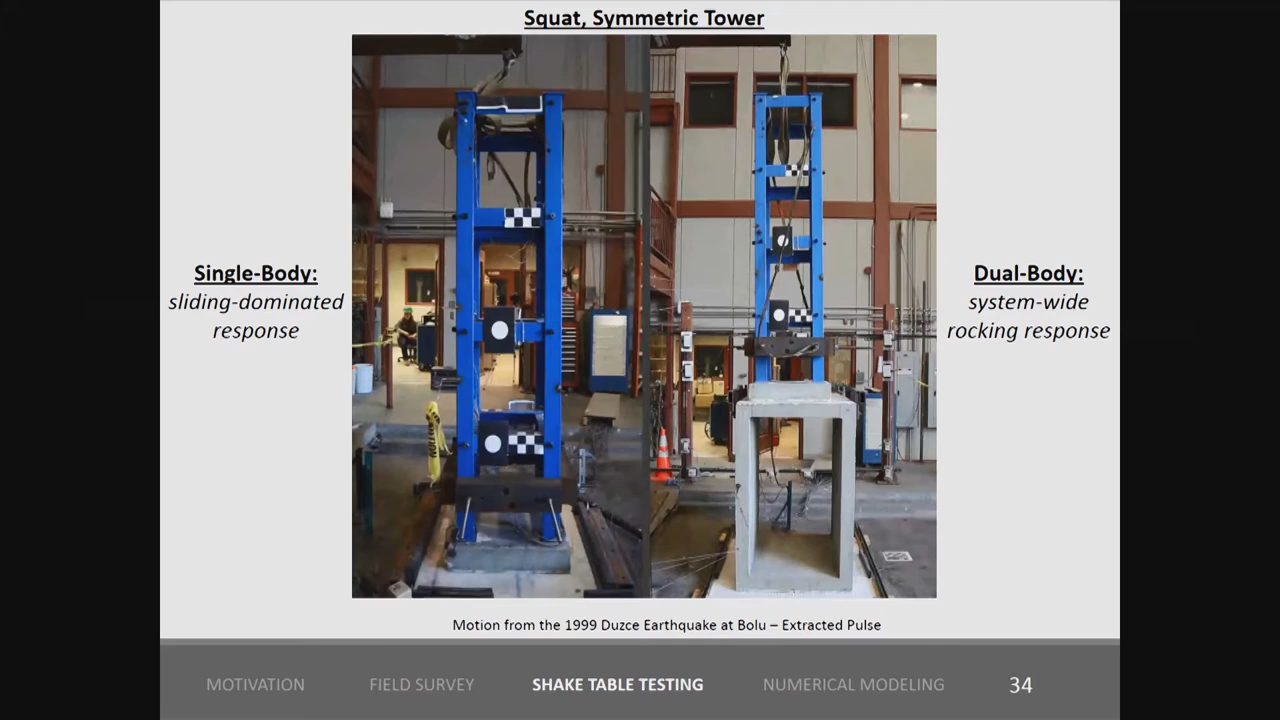 Squat, Symmetric Tower
Single-Body:
sliding-dominated
response
Dual-Body:
system-wide
rocking response
Motion from the 1999 Duzce Earthquake at Bolu – Extracted Pulse
MOTIVATION FIELD SURVEY SHAKE TABLE TESTING NUMERICAL MODELING 34